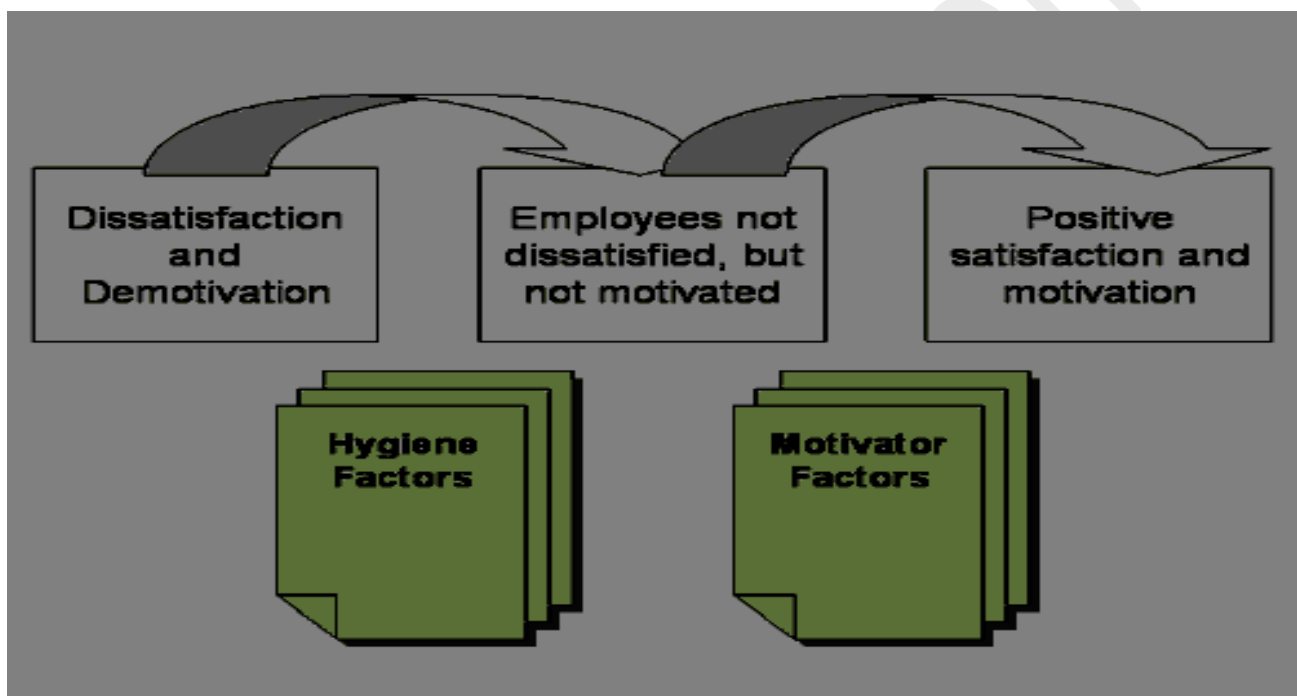 Dissatisfaction
and
Demotivation
Employees not
dissatisfied, but
not motivated
Positive
satisfaction and
motivation
Hygiene
Factors
Motivator
Factors